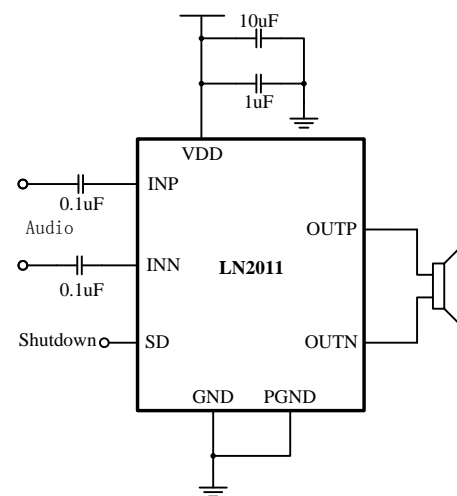 10uF
1uF
VDD
INP
0.1uF
Audio
OUTP
INN
LN2011
0.1uF
Shutdown
SD
OUTN
GND
PGND